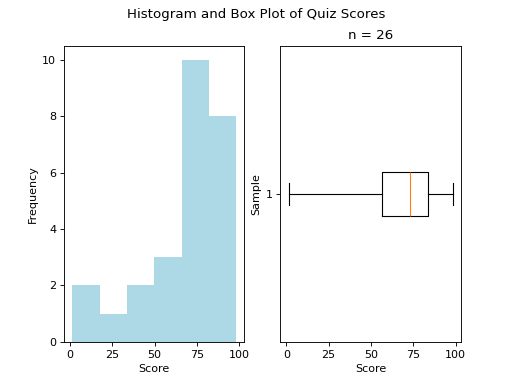 Histogram and Box Plot of Quiz Scores
n = 26
10
8
6
4
2
0
Frequency
0 25 50 75 100
Score
Sample
1
0 25 50 75 100
Score